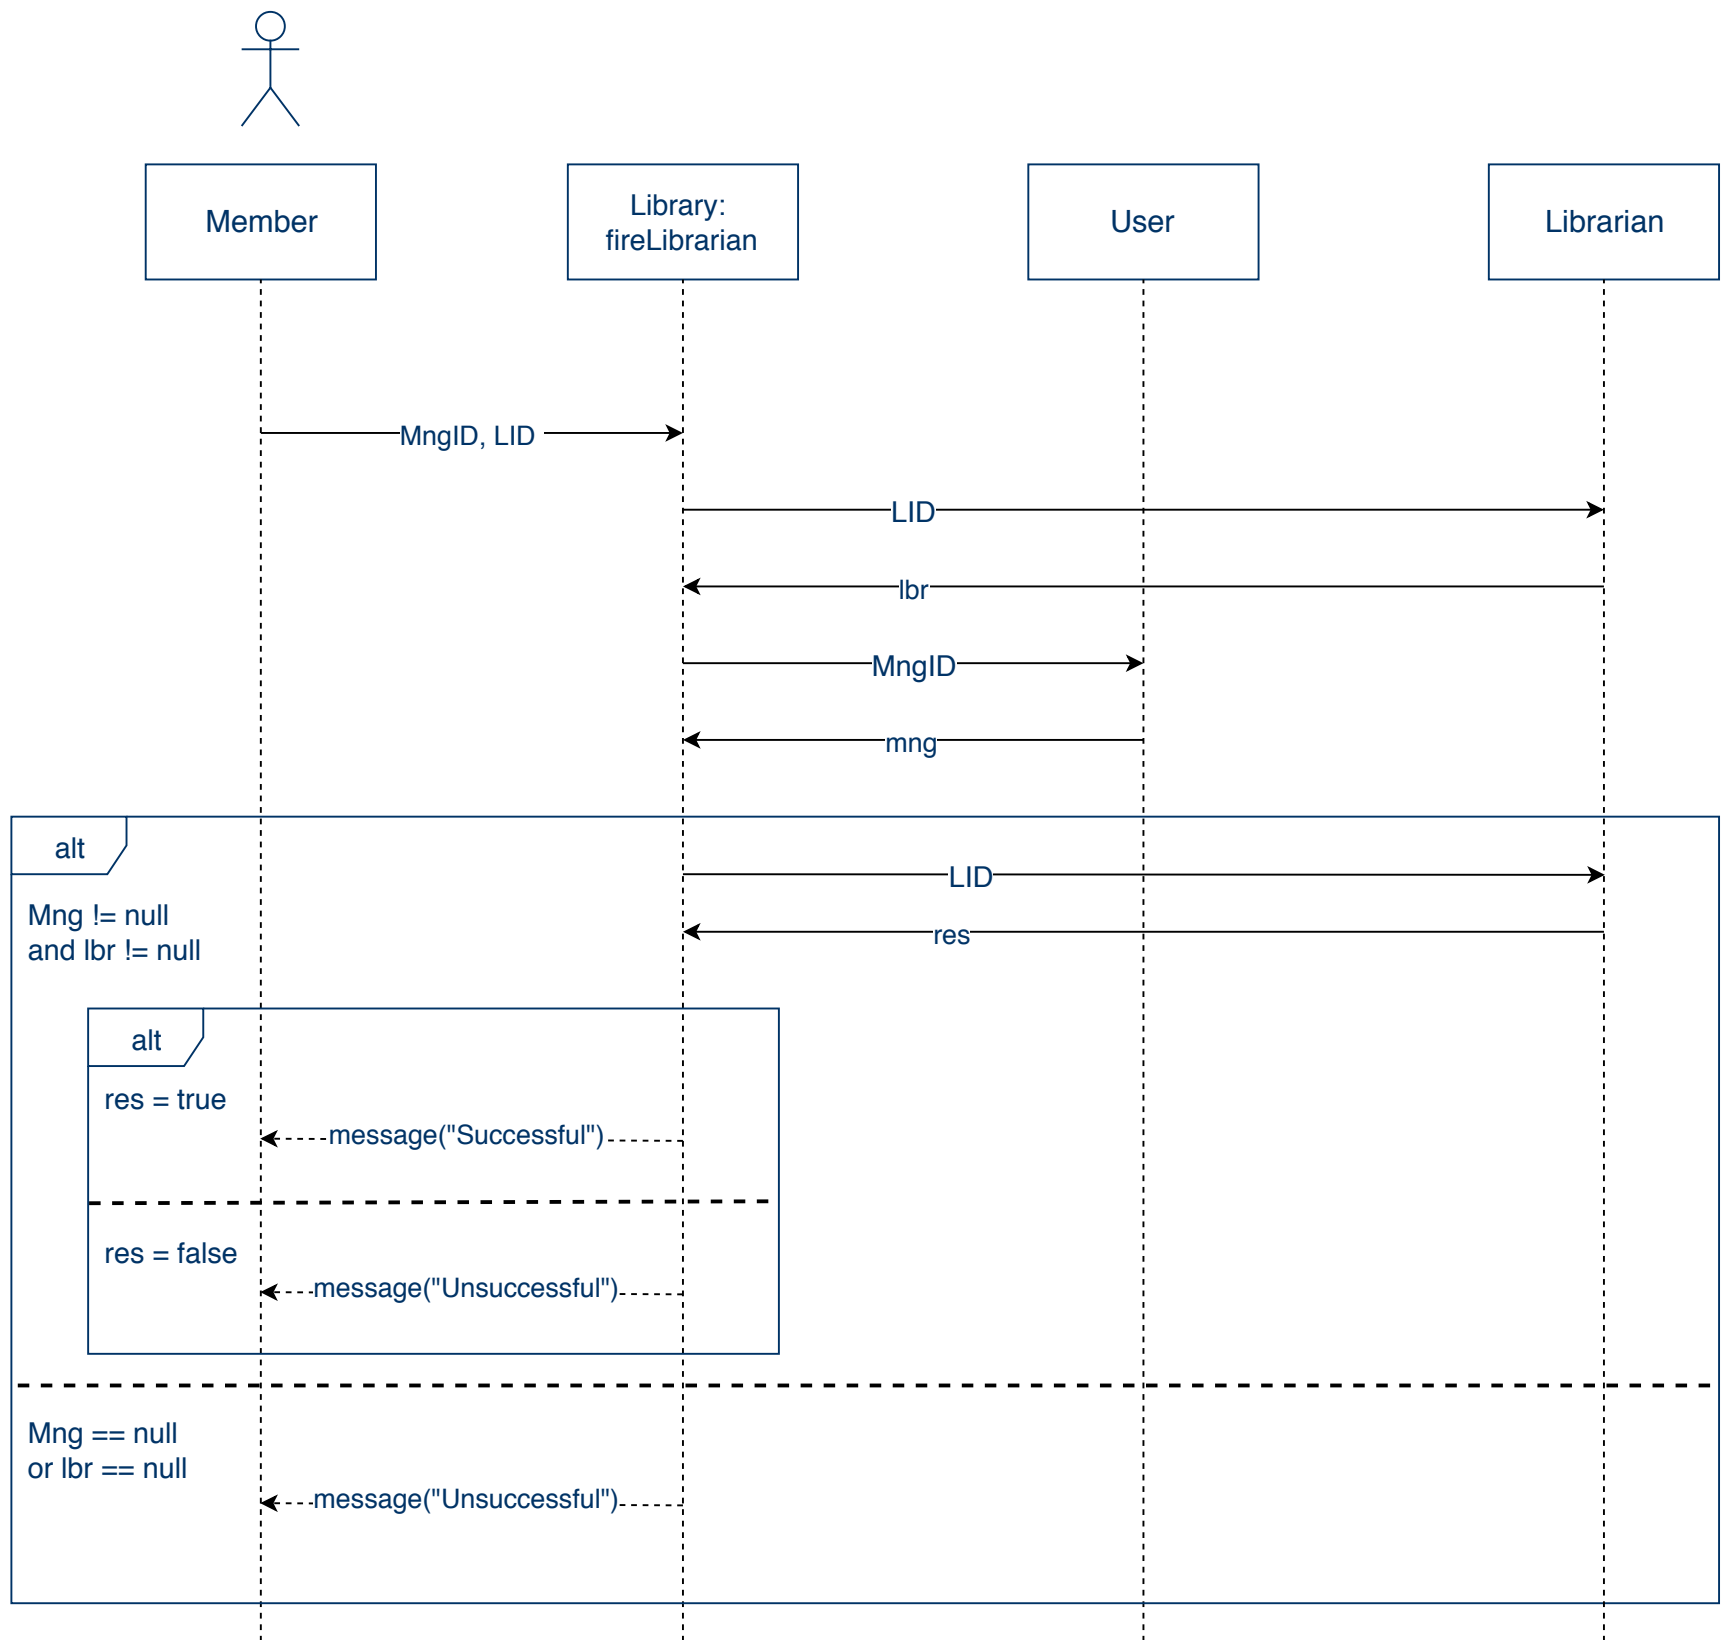 Member
Library:
fireLibrarian
User
Librarian
MngID, LID
LID
lbr
MngID
mng
alt
LID
Mng != null
and lbr != null
res
alt
res = true
message("Successful")
res = false
message("Unsuccessful")
Mng == null
or lbr == null
message("Unsuccessful")